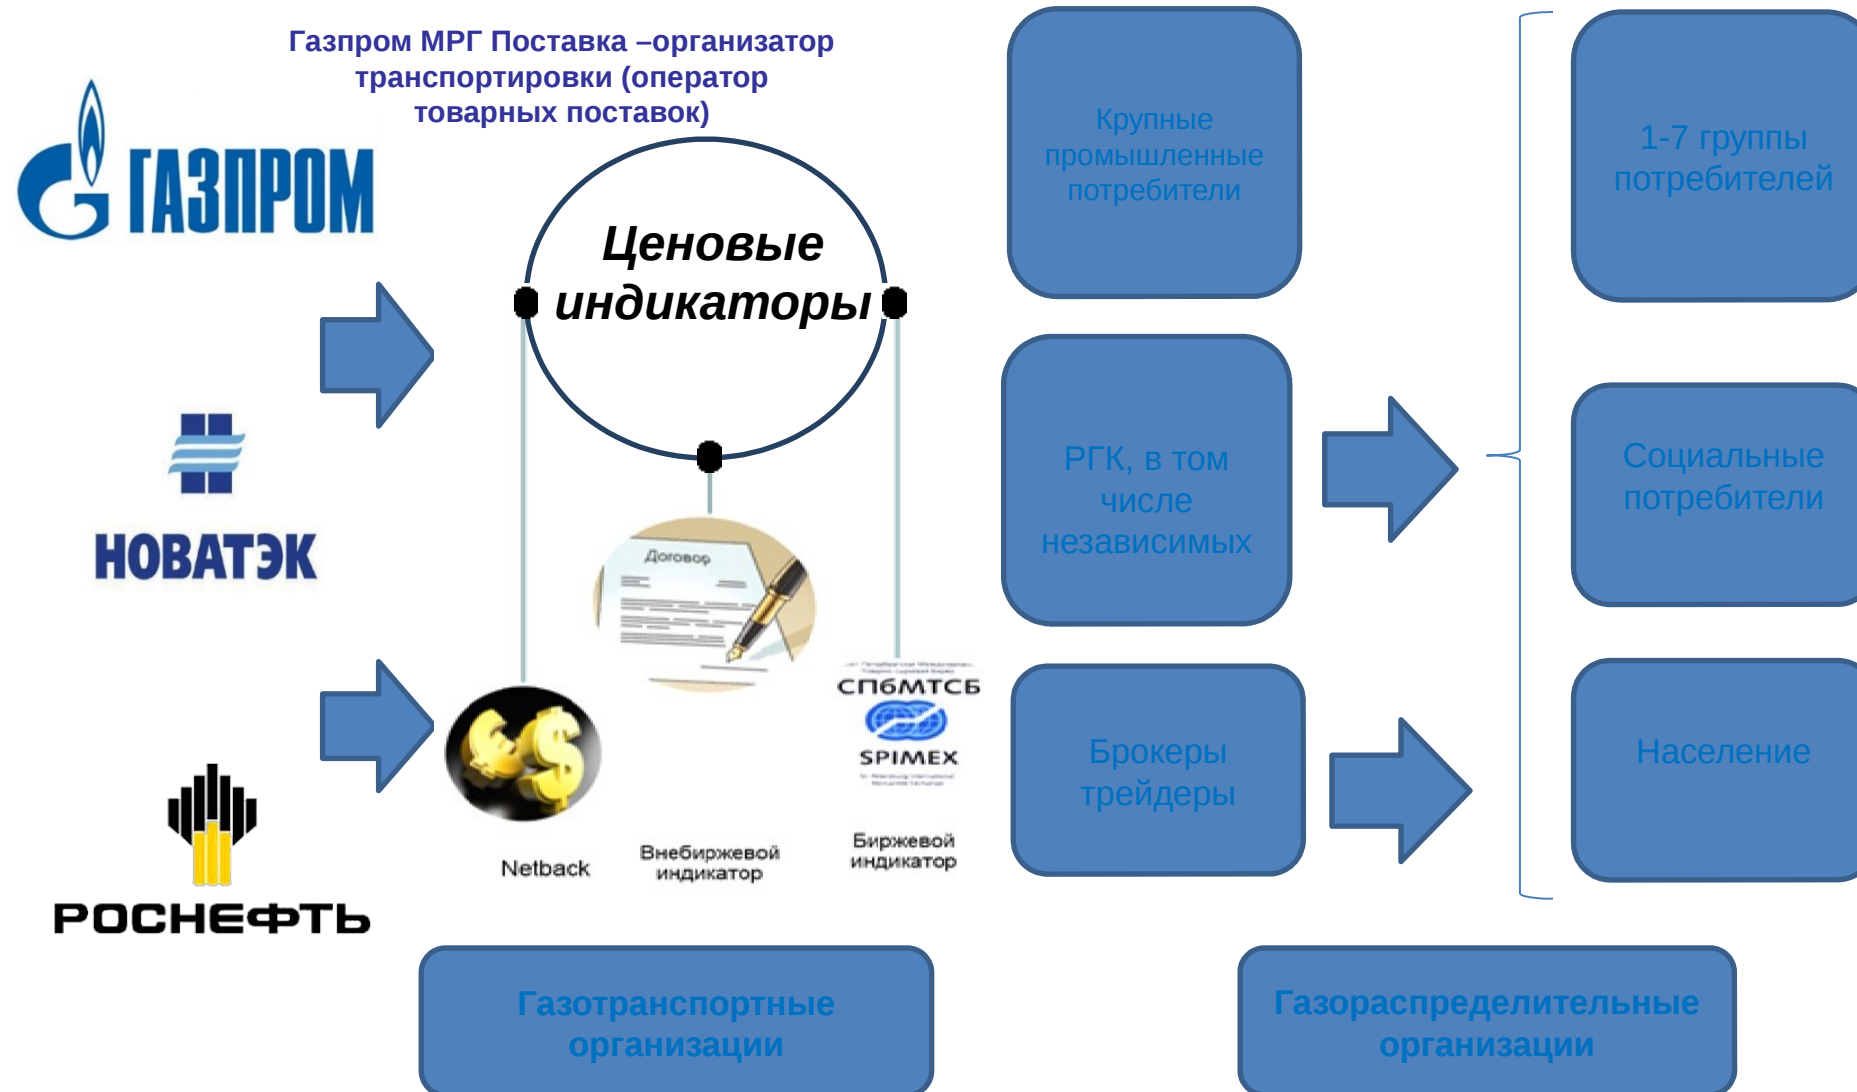 Газпром МРГ Поставка –организатор
транспортировки (оператор
товарных поставок)
ГАЗПРОМ
Ценовые
индикаторы
НОВАТЭК
РОСНЕФТЬ
Договор
СПбМТСБ
SPIMEX
Netback
Внебиржевой
индикатор
Биржевой
индикатор
Крупные
промышленные
потребители
РГК, в том
числе
независимых
Брокеры
трейдеры
1-7 группы
потребителей
Социальные
потребители
Население
Газотранспортные
организации
Газораспределительные
организации